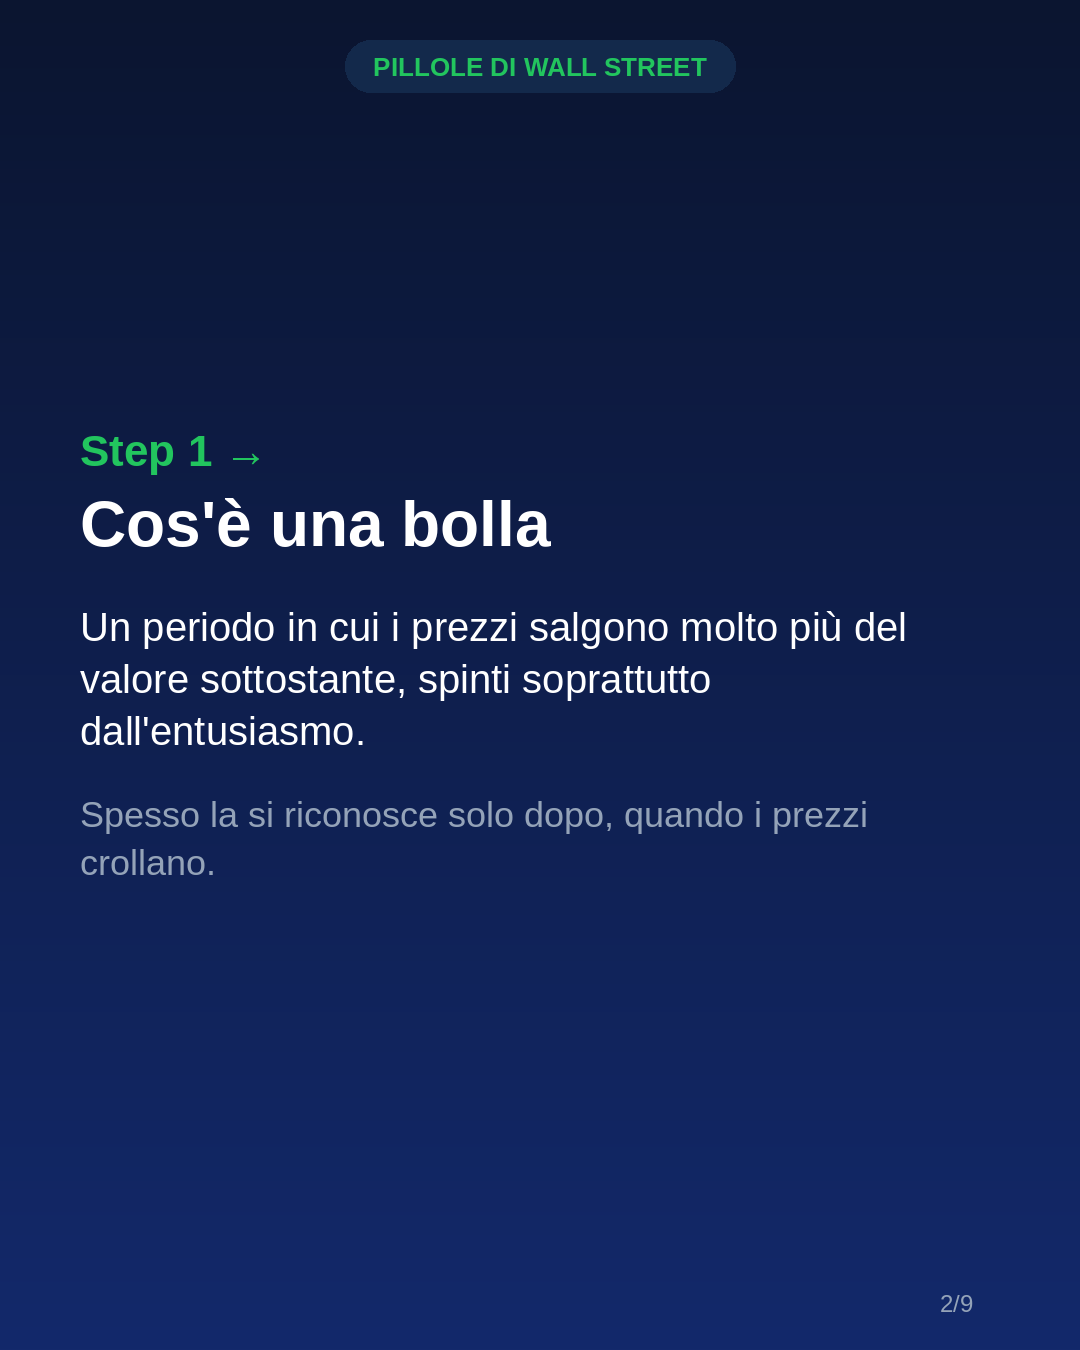 PILLOLE DI WALL STREET
Step 1 →
Cos'è una bolla
Un periodo in cui i prezzi salgono molto più del
valore sottostante, spinti soprattutto
dall'entusiasmo.
Spesso la si riconosce solo dopo, quando i prezzi
crollano.
2/9